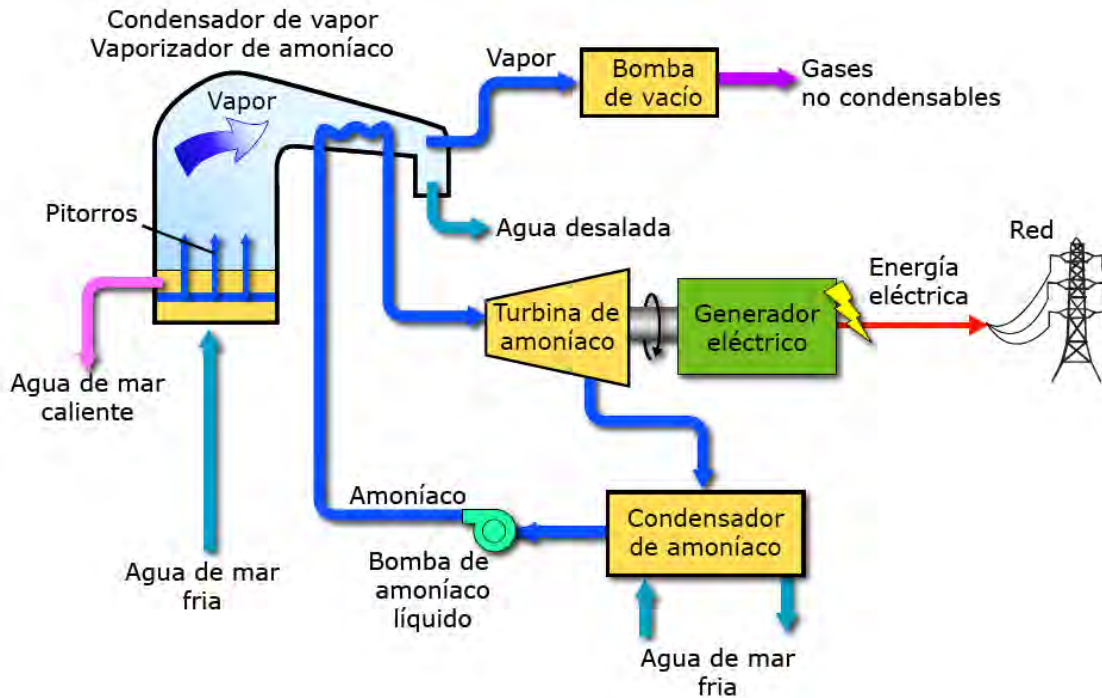 Condensador de vapor
Vaporizador de amoníaco
Vapor
Vapor
Bomba
de vacío
Gases
no condensables
Pitorros
Agua desalada
Red
Energía
eléctrica
Turbina de
amoníaco
Generador
eléctrico
Agua de mar
caliente
Amoníaco
Condensador
de amoníaco
Agua de mar
fria
Bomba de
amoníaco
líquido
Agua de mar
fria